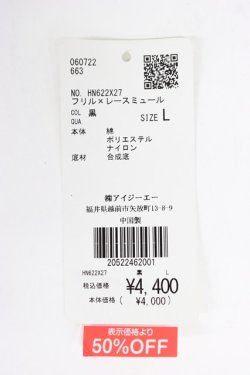 060722
663
NO. HN622X27
フリル×レースミュール
COL 黒
QUA SIZE L
本体 綿
ポリエステル
ナイロン
底材 合成底
㈱アイジーエー
福井県越前市矢放町13-8-9
中国製
20522462001
HN622X27 黒 L
税込価格 ¥4,400
本体価格 ( ¥4,000)
表示価格より
50%OFF